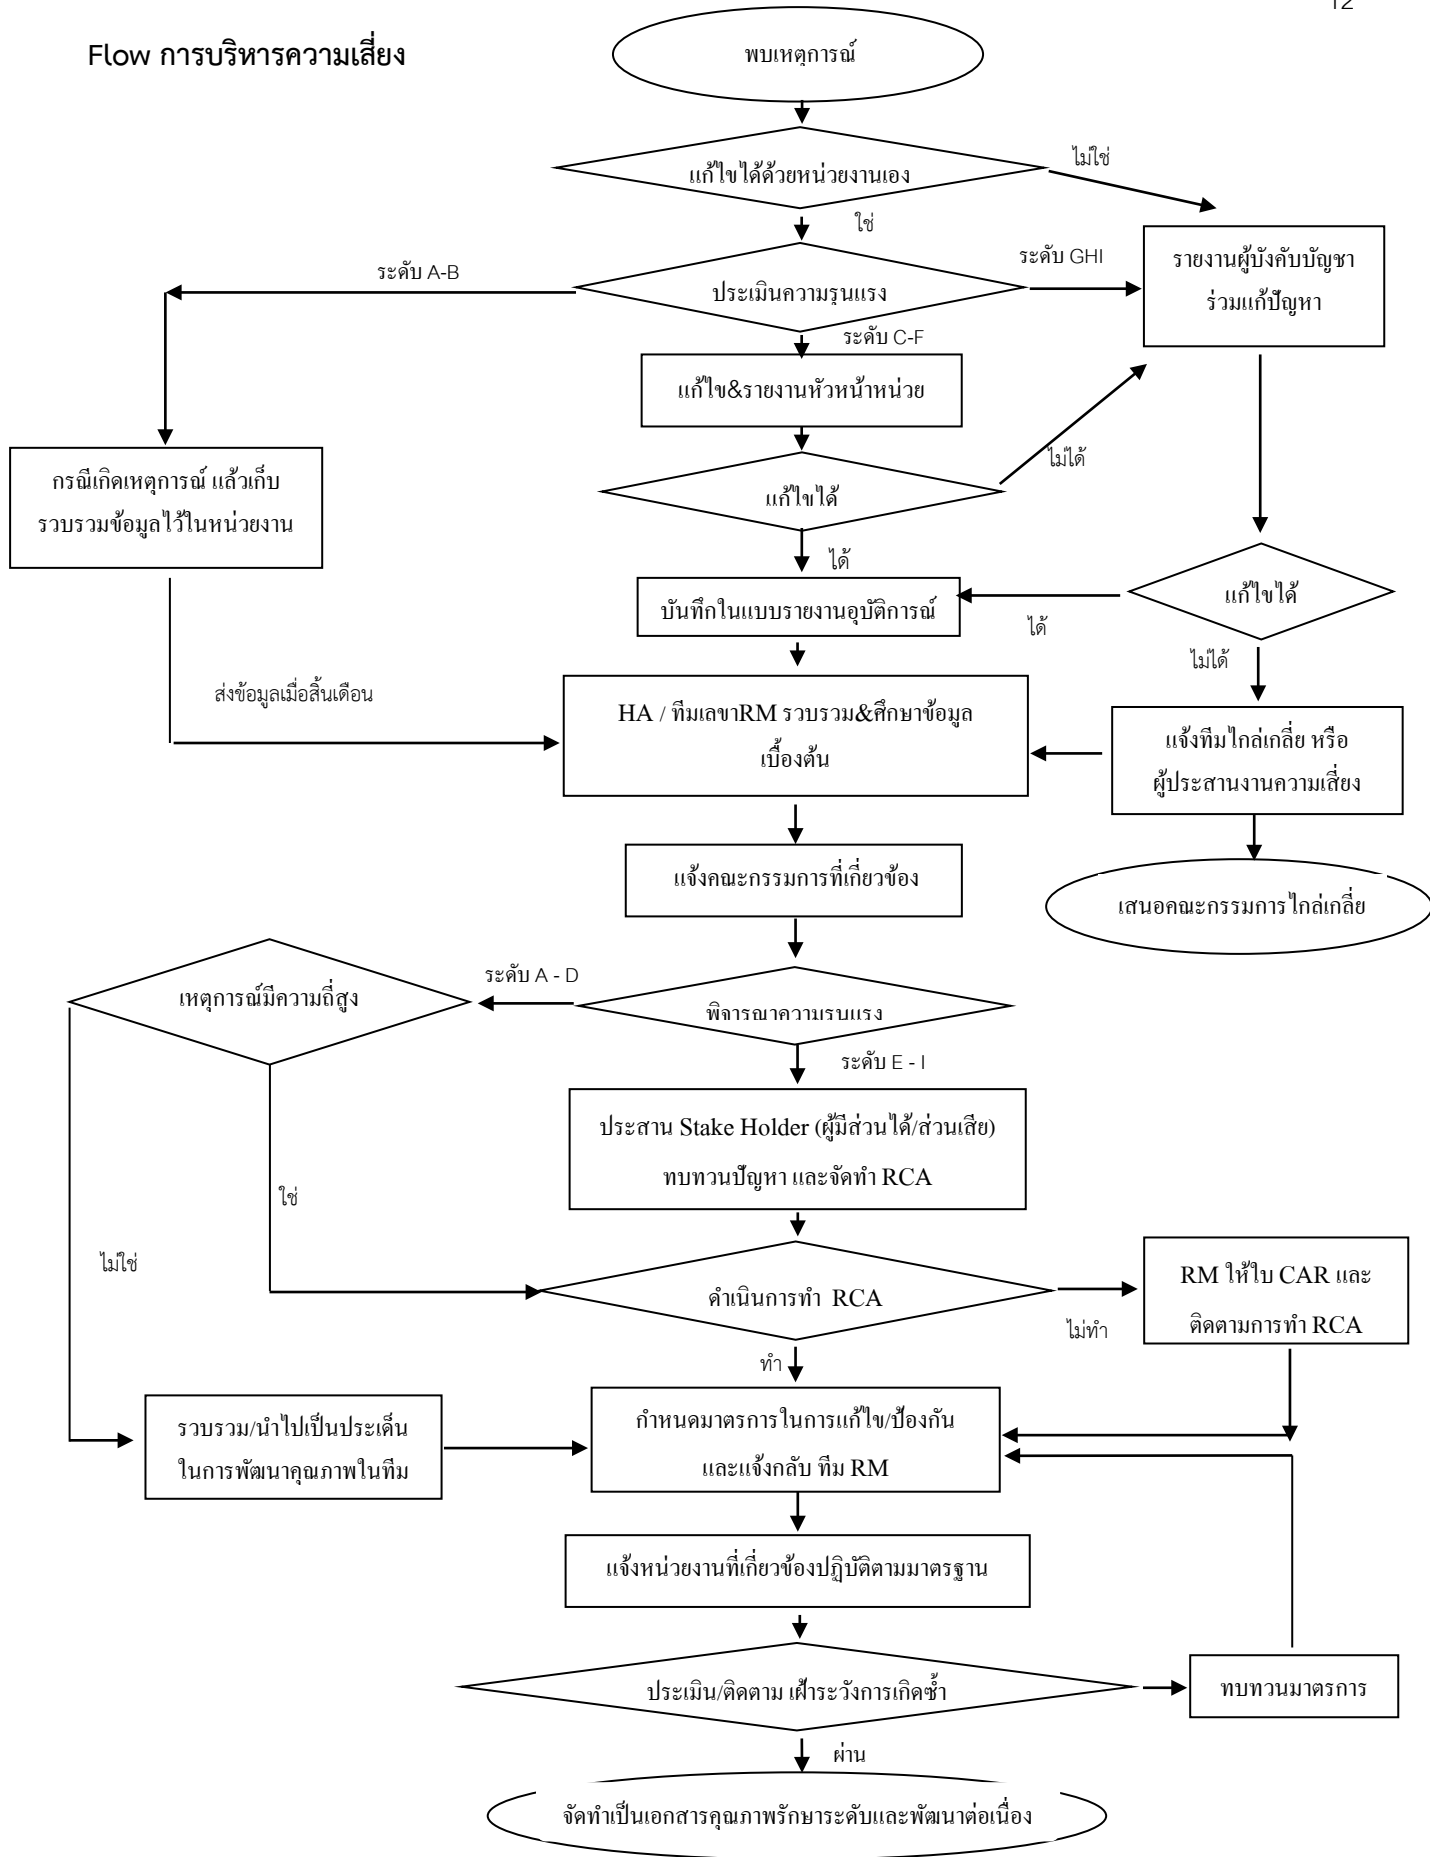 12
Flow การบริหารความเสี่ยง
พบเหตุการณ์
แก้ไขได้ด้วยหน่วยงานเอง
ไม่ใช่
ใช่
ระดับ A-B
ประเมินความรุนแรง
ระดับ GHI
รายงานผู้บังคับบัญชา
ร่วมแก้ปัญหา
ระดับ C-F
แก้ไข&รายงานหัวหน้าหน่วย
กรณีเกิดเหตุการณ์ แล้วเก็บ
รวบรวมข้อมูลไว้ในหน่วยงาน
แก้ไขได้
ไม่ได้
ได้
บันทึกในแบบรายงานอุบัติการณ์
ได้
แก้ไขได้
ไม่ได้
ส่งข้อมูลเมื่อสิ้นเดือน
HA / ทีมเลขาRM รวบรวม&ศึกษาข้อมูล
เบื้องต้น
แจ้งทีมไกล่เกลี่ย หรือ
ผู้ประสานงานความเสี่ยง
แจ้งคณะกรรมการที่เกี่ยวข้อง
เสนอคณะกรรมการไกล่เกลี่ย
เหตุการณ์มีความถี่สูง
ระดับ A - D
พิจารณาความรุนแรง
ระดับ E - I
ประสาน Stake Holder (ผู้มีส่วนได้/ส่วนเสีย)
ทบทวนปัญหา และจัดทำ RCA
ใช่
ไม่ใช่
ดำเนินการทำ RCA
ไม่ทำ
RM ให้ใบ CAR และ
ติดตามการทำ RCA
ทำ
รวบรวม/นำไปเป็นประเด็น
ในการพัฒนาคุณภาพในทีม
กำหนดมาตรการในการแก้ไข/ป้องกัน
และแจ้งกลับ ทีม RM
แจ้งหน่วยงานที่เกี่ยวข้องปฏิบัติตามมาตรฐาน
ประเมิน/ติดตาม เฝ้าระวังการเกิดซ้ำ
ทบทวนมาตรการ
ผ่าน
จัดทำเป็นเอกสารคุณภาพรักษาระดับและพัฒนาต่อเนื่อง